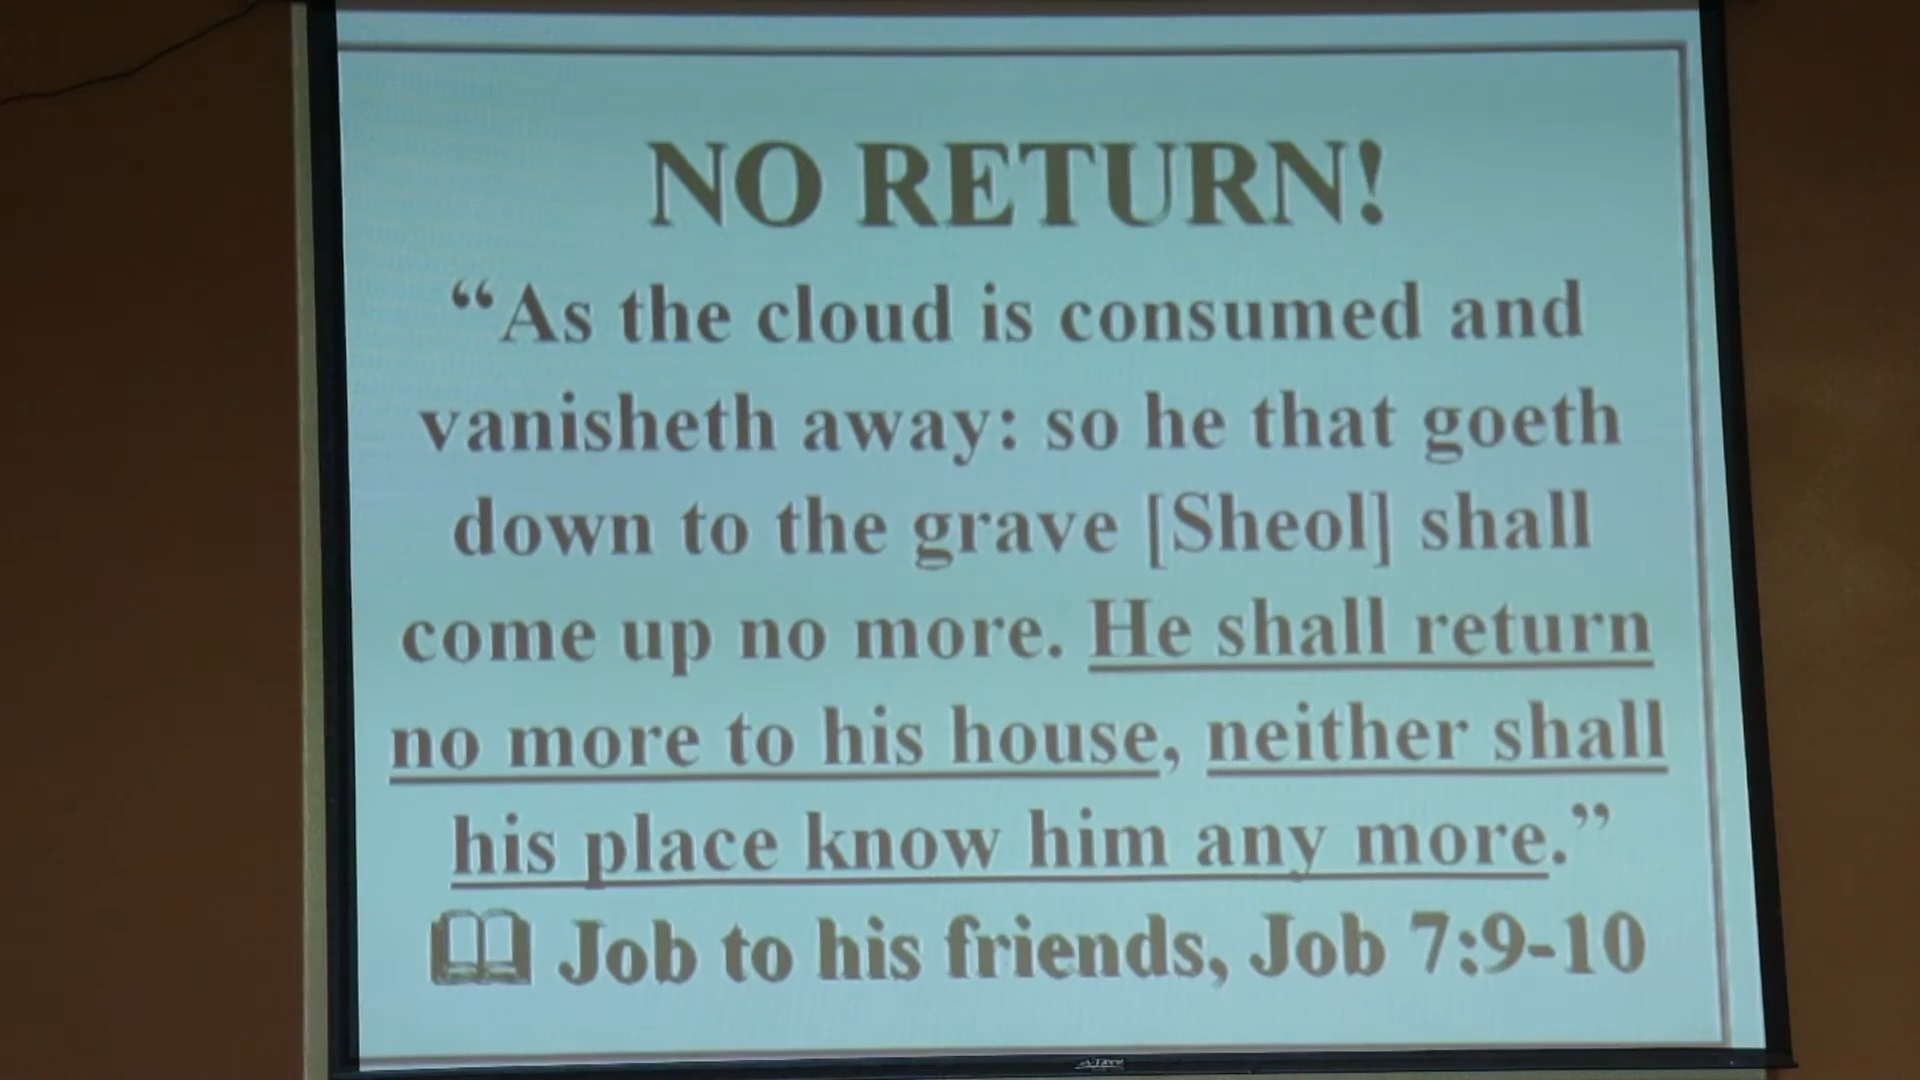 NO RETURN!
“As the cloud is consumed and
vanisheth away: so he that goeth
down to the grave [Sheol] shall
come up no more. He shall return
no more to his house, neither shall
his place know him any more.”
Job to his friends, Job 7:9-10